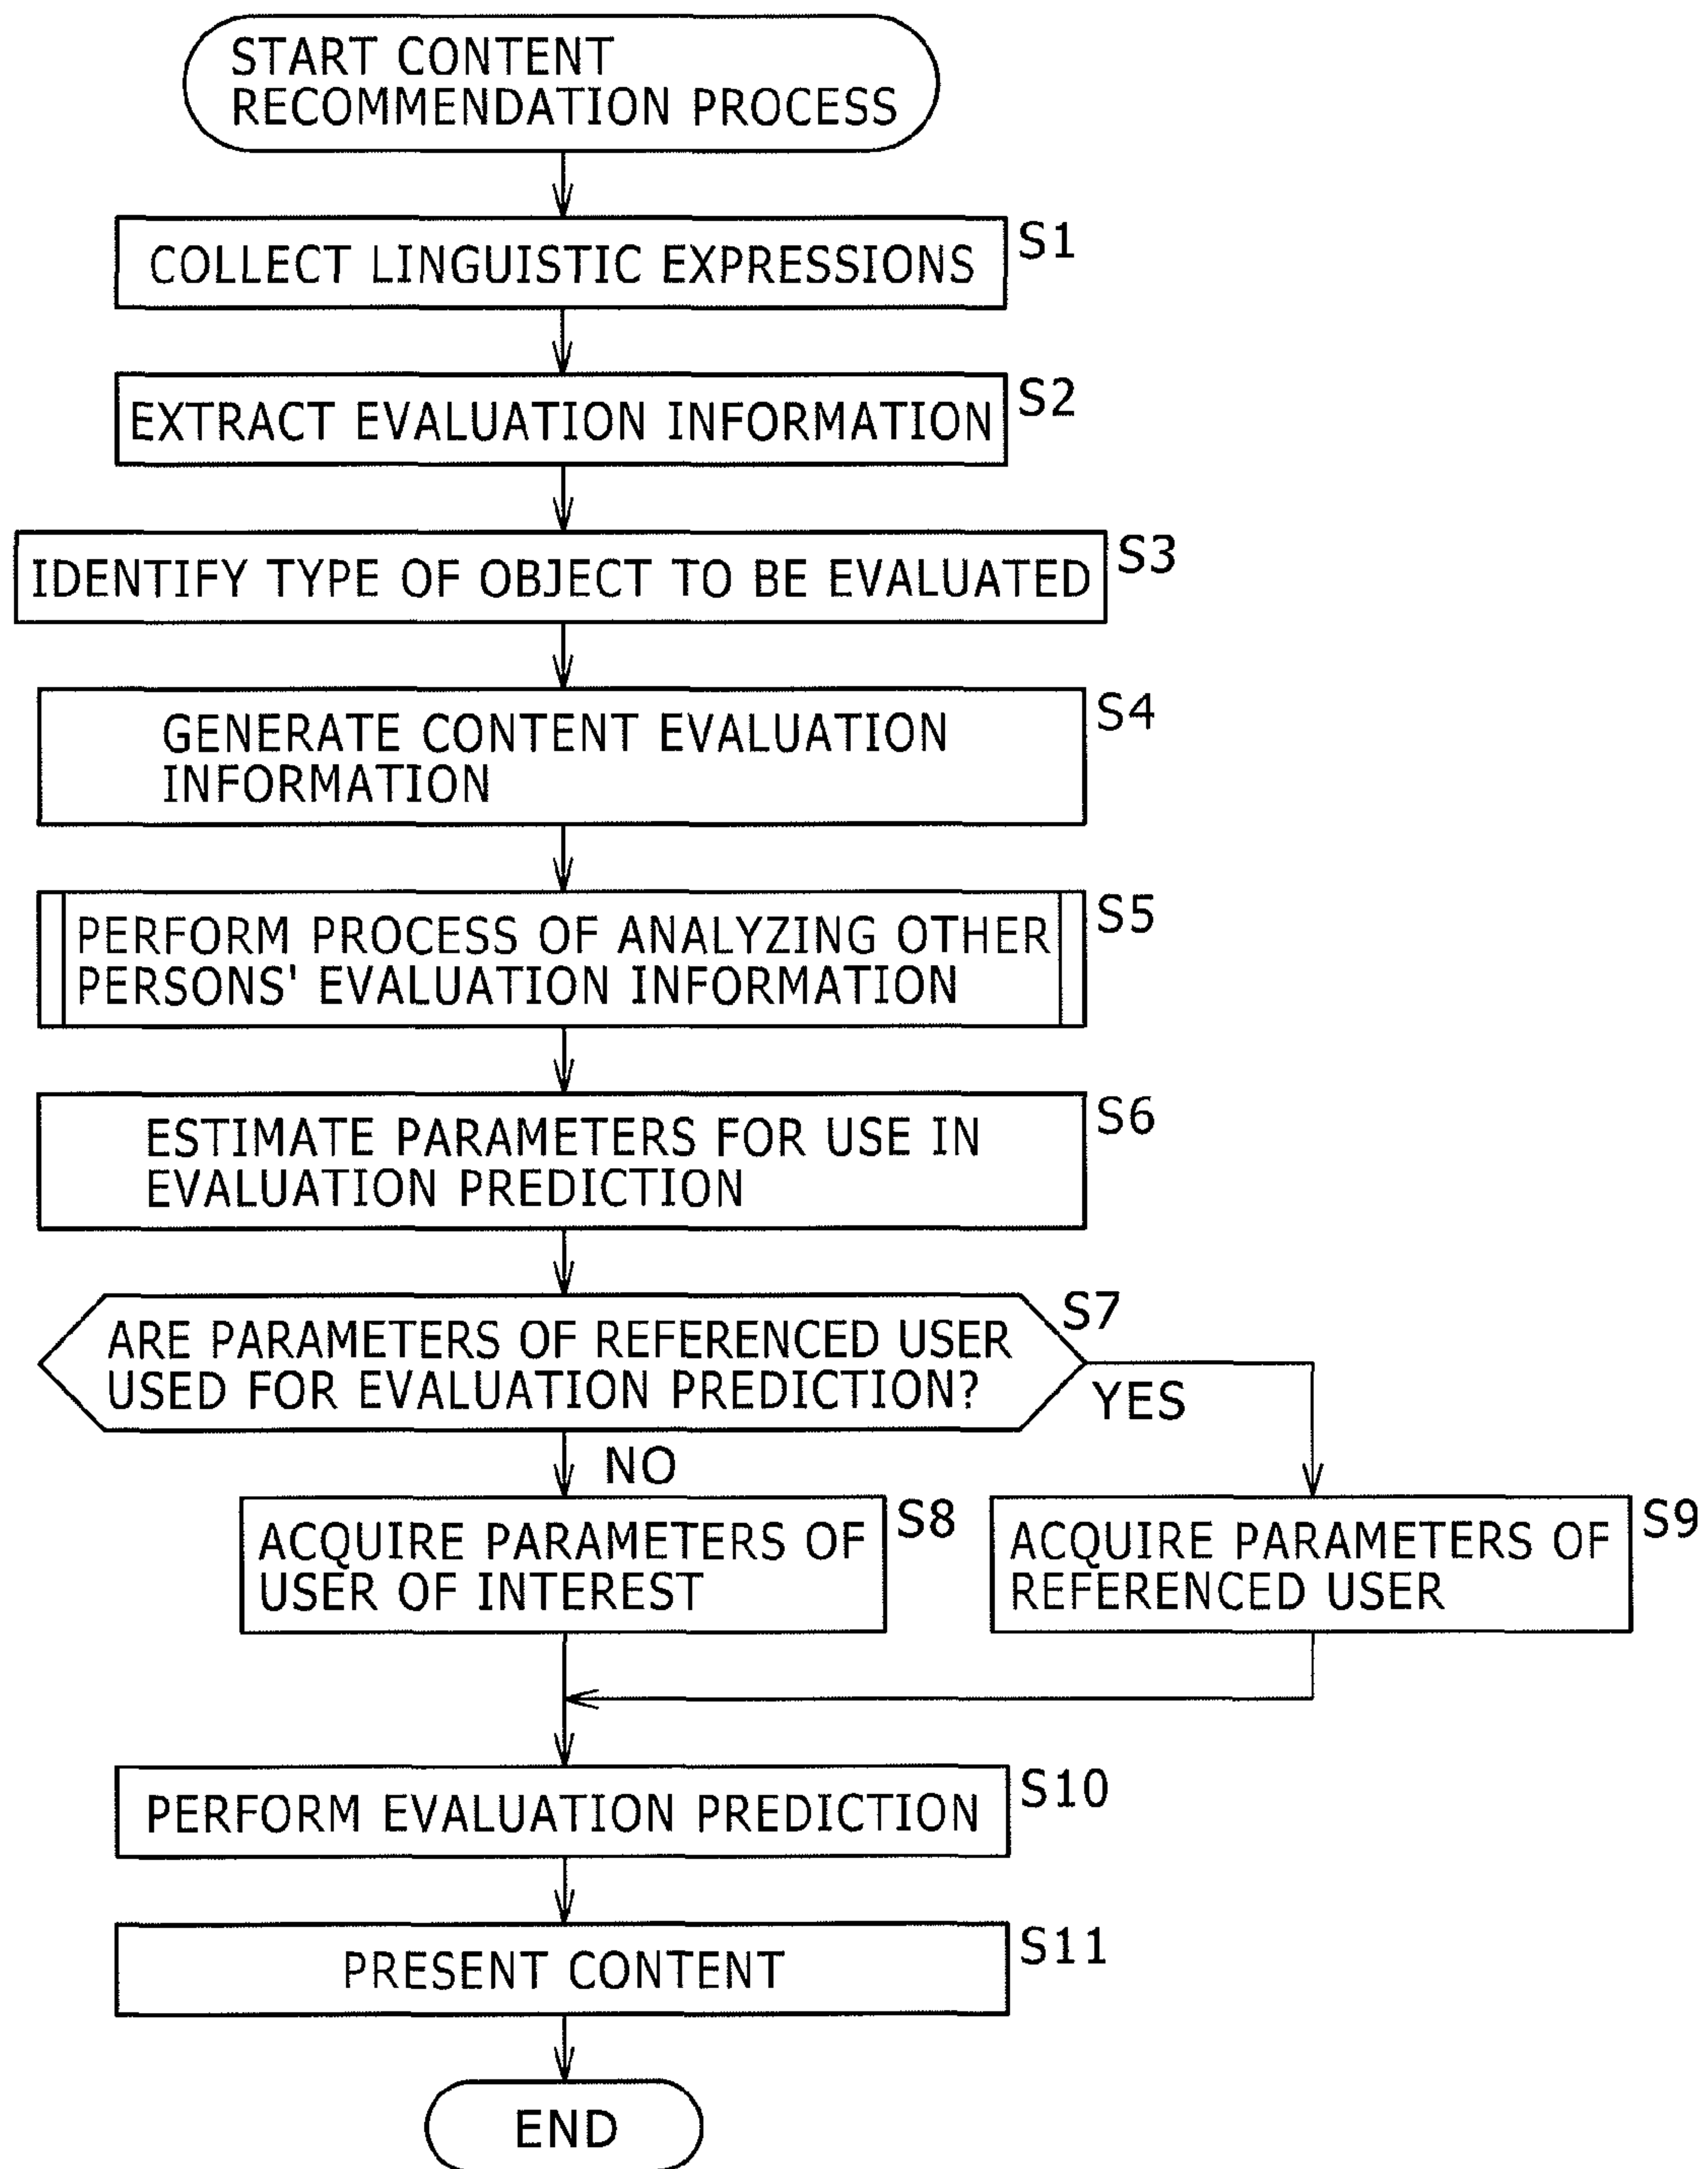 START CONTENT
RECOMMENDATION PROCESS
COLLECT LINGUISTIC EXPRESSIONS
S1
EXTRACT EVALUATION INFORMATION
S2
IDENTIFY TYPE OF OBJECT TO BE EVALUATED
S3
GENERATE CONTENT EVALUATION
INFORMATION
S4
PERFORM PROCESS OF ANALYZING OTHER
PERSONS' EVALUATION INFORMATION
S5
ESTIMATE PARAMETERS FOR USE IN
EVALUATION PREDICTION
S6
ARE PARAMETERS OF REFERENCED USER
USED FOR EVALUATION PREDICTION?
S7
YES
NO
ACQUIRE PARAMETERS OF
USER OF INTEREST
S8
ACQUIRE PARAMETERS OF
REFERENCED USER
S9
PERFORM EVALUATION PREDICTION
S10
PRESENT CONTENT
S11
END